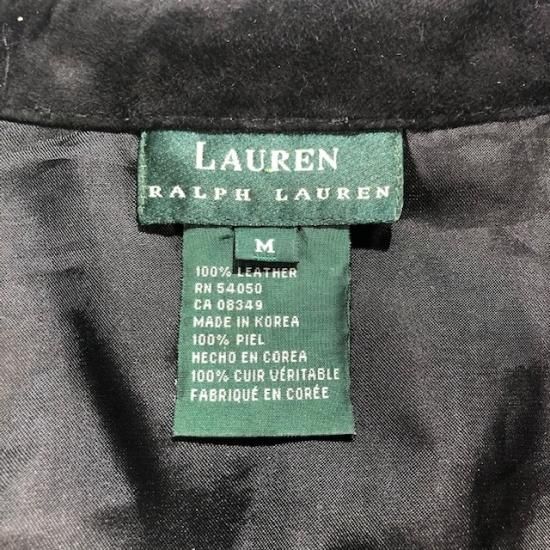 LAUREN
RALPH LAUREN
M
100% LEATHER
RN 54050
CA 08349
MADE IN KOREA
100% PIEL
HECHO EN COREA
100% CUIR VÉRITABLE
FABRIQUÉ EN CORÉE